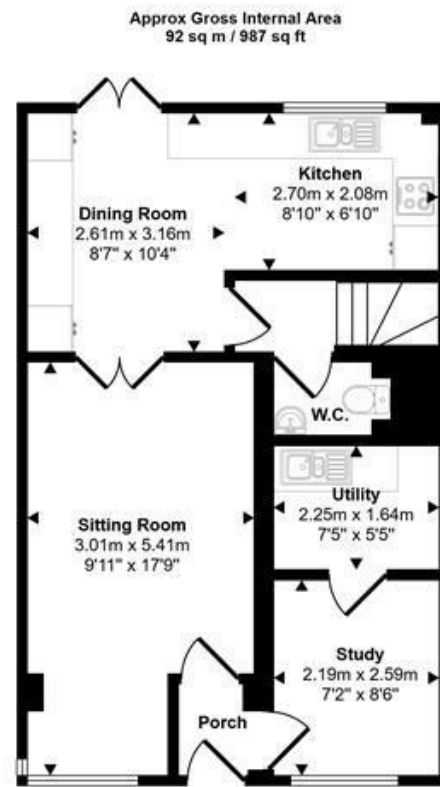 Approx Gross Internal Area
92 sq m / 987 sq ft
Kitchen
2.70m x 2.08m
8'10" x 6'10"
Dining Room
2.61m x 3.16m
8'7" x 10'4"
W.C.
Utility
2.25m x 1.64m
7'5" x 5'5"
Sitting Room
3.01m x 5.41m
9'11" x 17'9"
Study
2.19m x 2.59m
7'2" x 8'6"
Porch